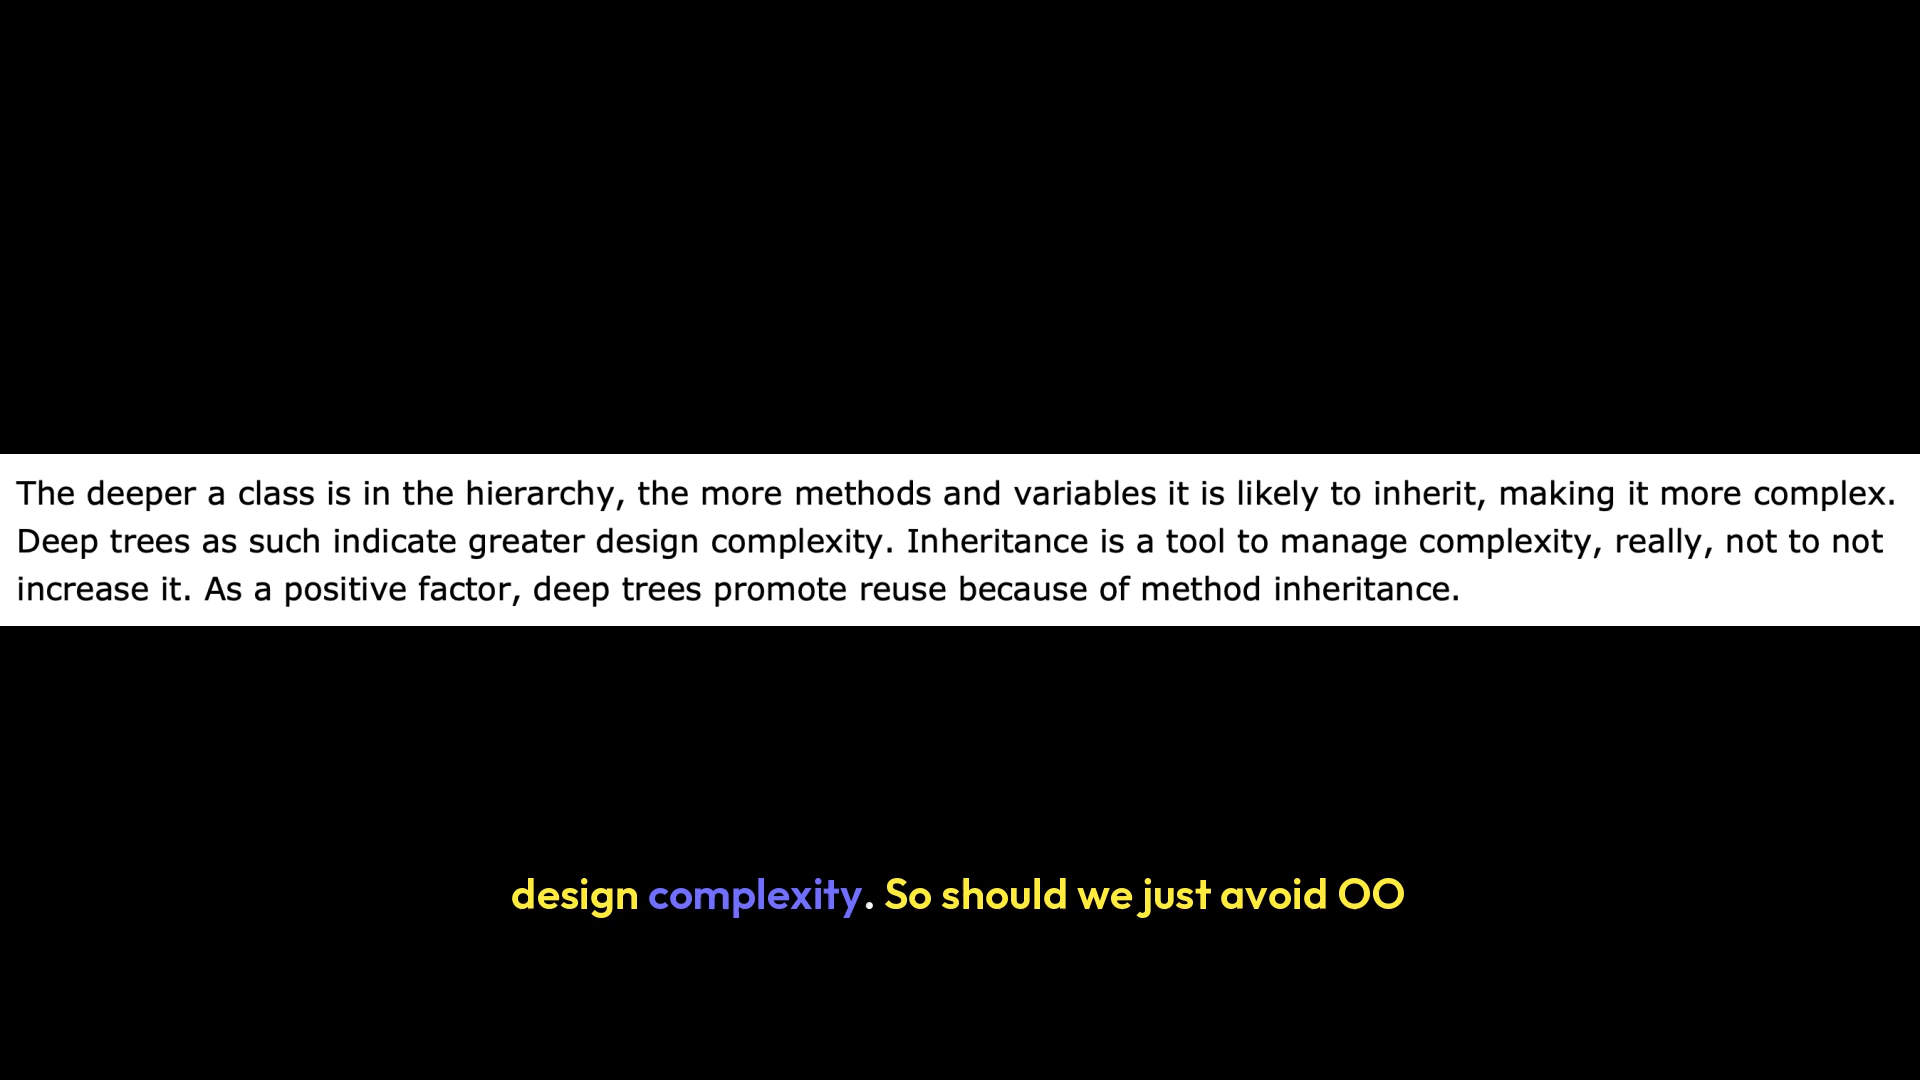 The deeper a class is in the hierarchy, the more methods and variables it is likely to inherit, making it more complex.
Deep trees as such indicate greater design complexity. Inheritance is a tool to manage complexity, really, not to not
increase it. As a positive factor, deep trees promote reuse because of method inheritance.
design complexity. So should we just avoid OO